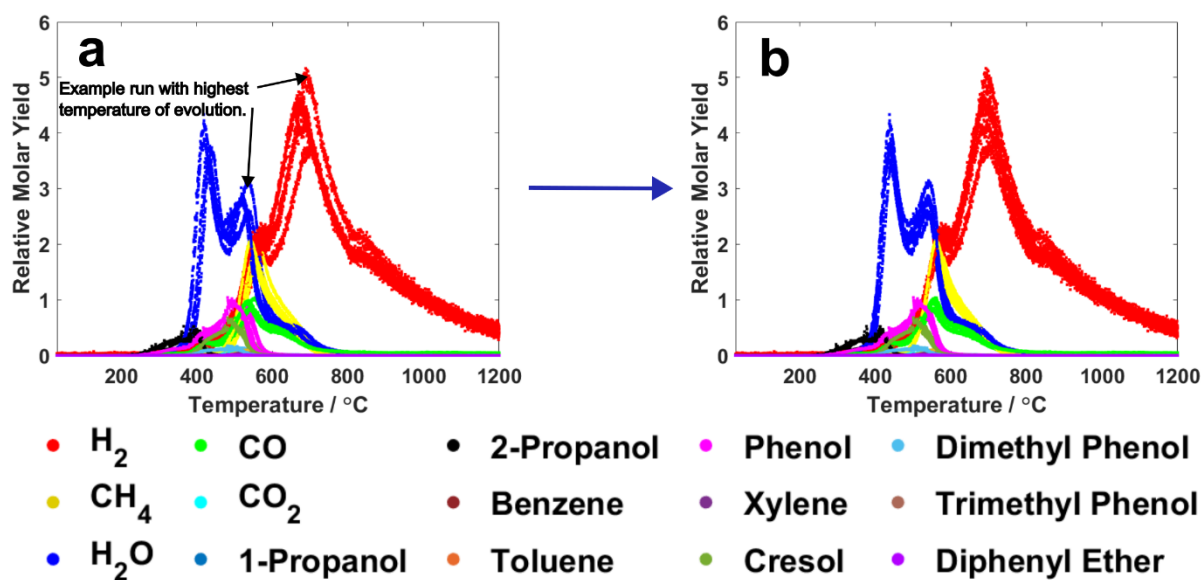 a
Example run with highest
temperature of evolution.
Relative Molar Yield
6
5
4
3
2
1
0
200 400 600 800 1000 1200
Temperature / °C
b
Relative Molar Yield
6
5
4
3
2
1
0
200 400 600 800 1000 1200
Temperature / °C
H2 CO 2-Propanol Phenol Dimethyl Phenol
CH4 CO2 Benzene Xylene Trimethyl Phenol
H2O 1-Propanol Toluene Cresol Diphenyl Ether